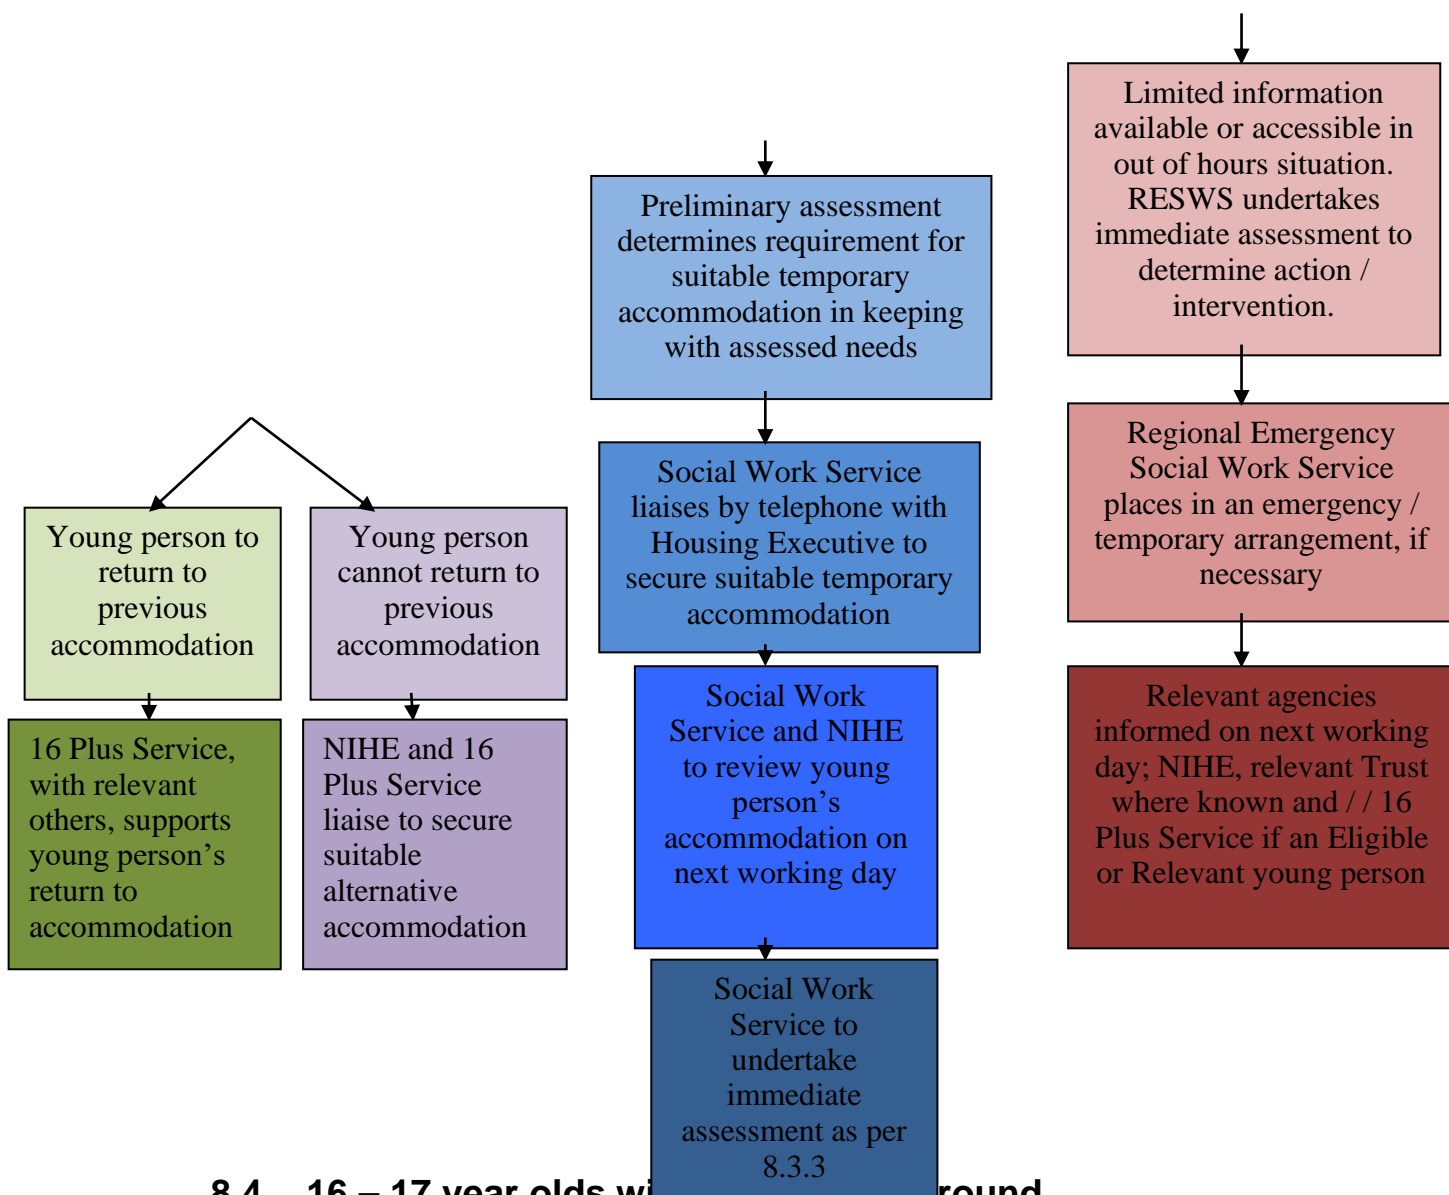 Limited information
available or accessible in
out of hours situation.
RESWS undertakes
immediate assessment to
determine action /
intervention.
Preliminary assessment
determines requirement for
suitable temporary
accommodation in keeping
with assessed needs
Regional Emergency
Social Work Service
places in an emergency /
temporary arrangement, if
necessary
Social Work Service
liaises by telephone with
Housing Executive to
secure suitable temporary
accommodation
Young person to
return to
previous
accommodation
Young person
cannot return to
previous
accommodation
Social Work
Service and NIHE
to review young
person’s
accommodation on
next working day
Relevant agencies
informed on next working
day; NIHE, relevant Trust
where known and / / 16
Plus Service if an Eligible
or Relevant young person
16 Plus Service,
with relevant
others, supports
young person’s
return to
accommodation
NIHE and 16
Plus Service
liaise to secure
suitable
alternative
accommodation
Social Work
Service to
undertake
immediate
assessment as per
8.3.3
8.4 16 – 17 year olds